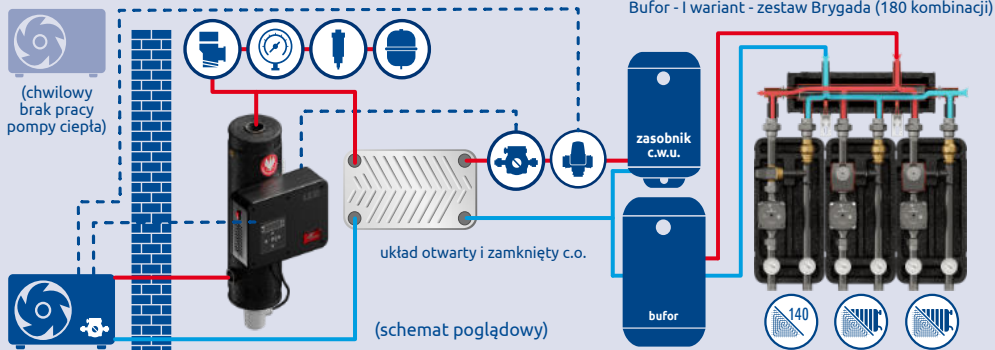 Bufor - I wariant - zestaw Brygada (180 kombinacji)
(chwilowy
brak pracy
pompy ciepła)
zasobnik
c.w.u.
układ otwarty i zamknięty c.o.
bufor
(schemat poglądowy)
140